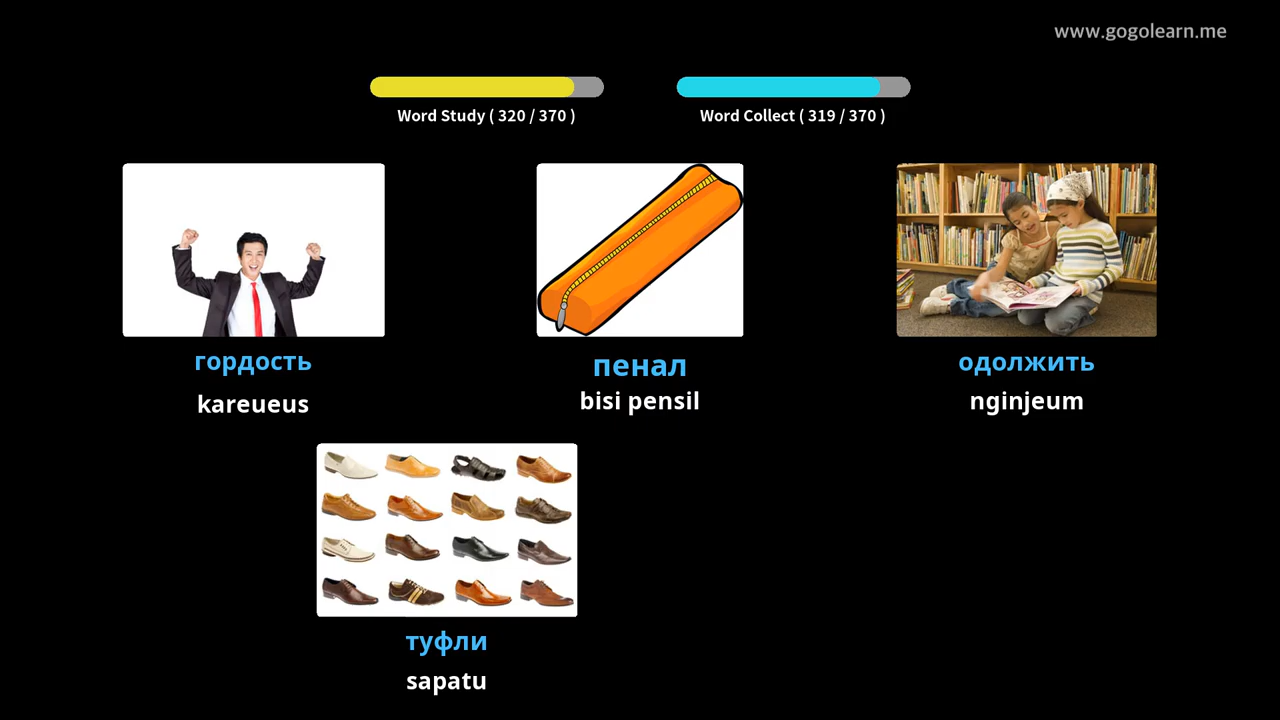 www.gogolearn.me
Word Study ( 320 / 370 )
Word Collect ( 319 / 370 )
гордость
kareueus
пенал
bisi pensil
одолжить
nginjeum
туфли
sapatu